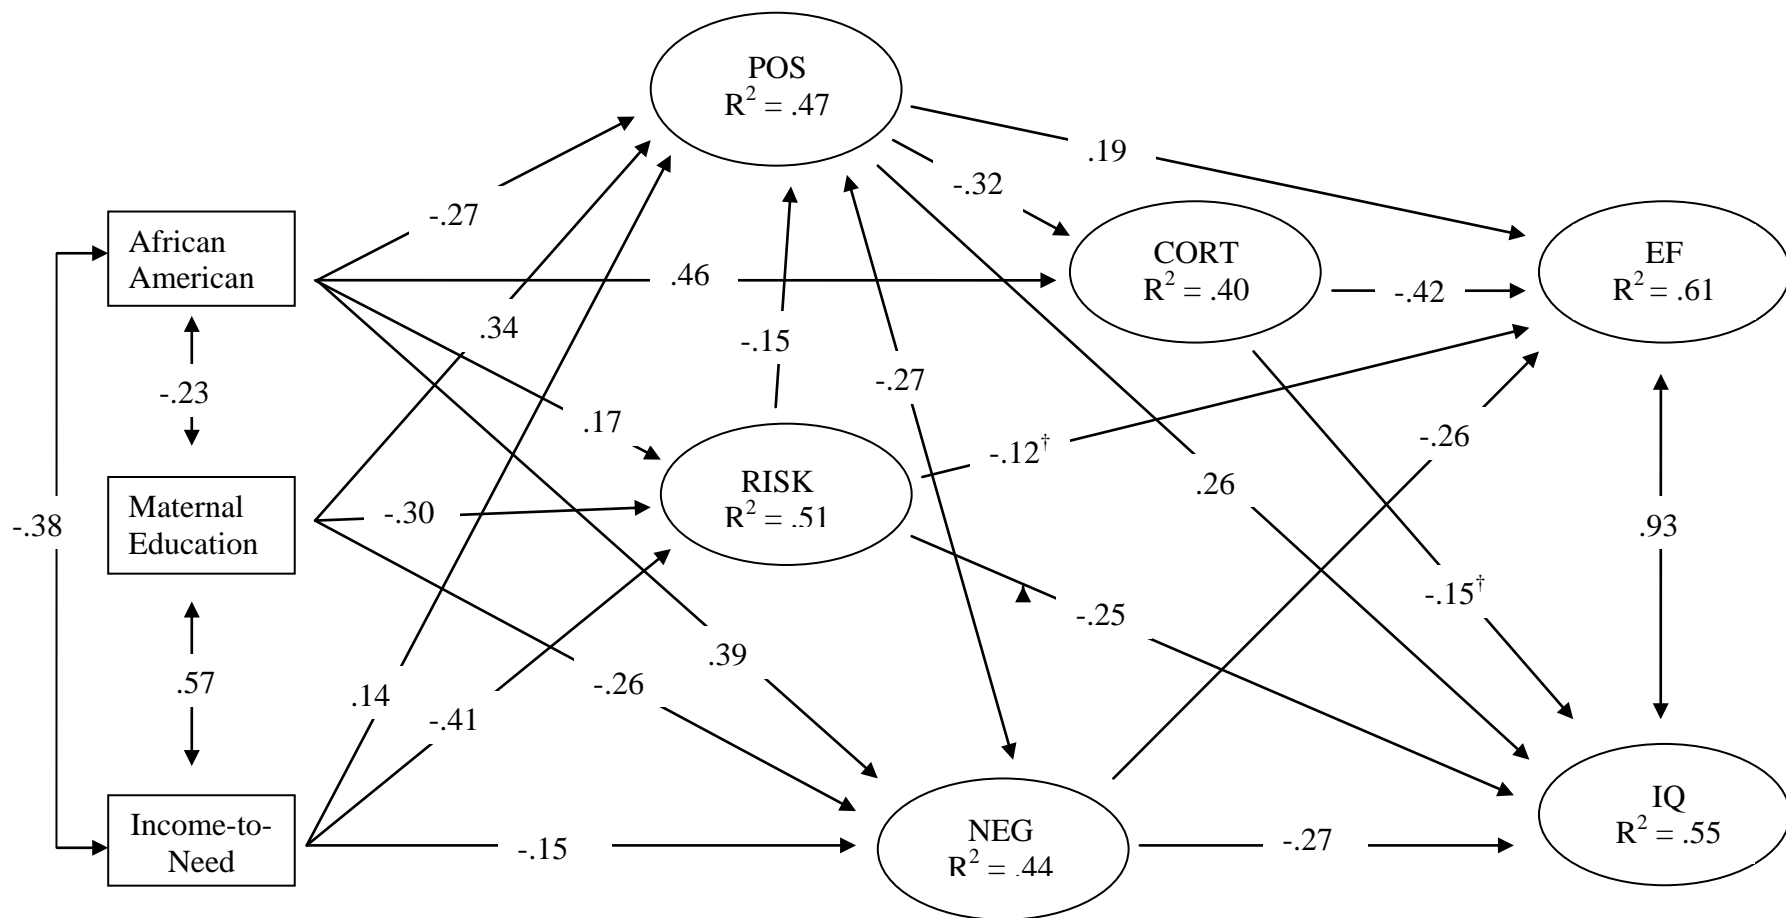 POS
R² = .47
.19
-.32
-.27
African
American
CORT
R² = .40
EF
R² = .61
.46
-.42
.34
-.15
-.27
-.23
.17
-.12†
-.26
RISK
R² = .51
.26
Maternal
Education
-.30
-.38
.93
-.15†
-.25
.39
-.26
.57
.14
-.41
Income-to-
Need
-.15
NEG
R² = .44
-.27
IQ
R² = .55